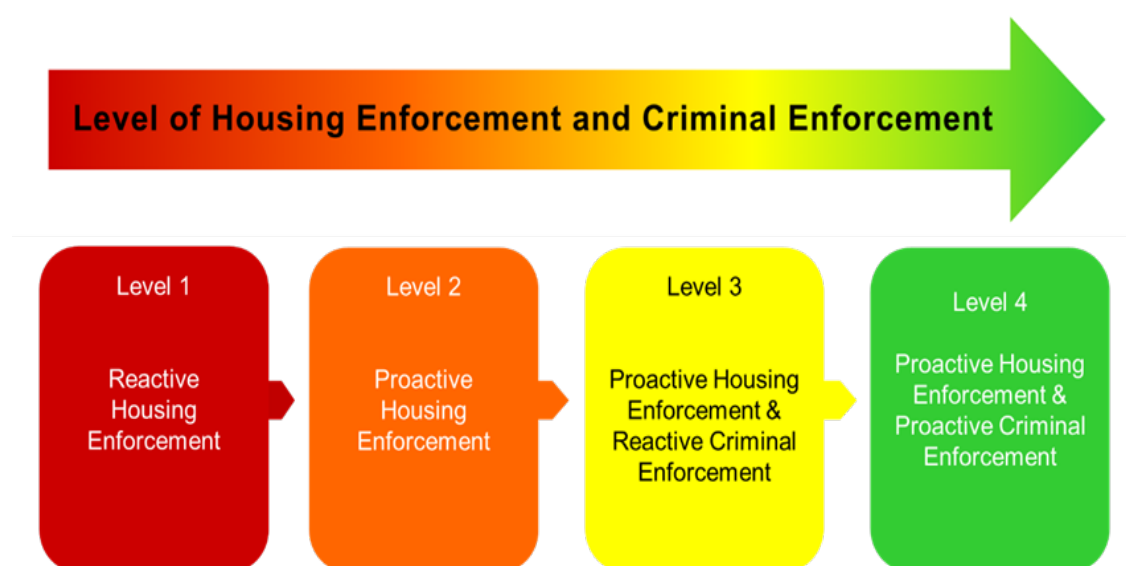 Level of Housing Enforcement and Criminal Enforcement
Level 1
Reactive
Housing
Enforcement
Level 2
Proactive
Housing
Enforcement
Level 3
Proactive Housing
Enforcement &
Reactive Criminal
Enforcement
Level 4
Proactive Housing
Enforcement &
Proactive Criminal
Enforcement